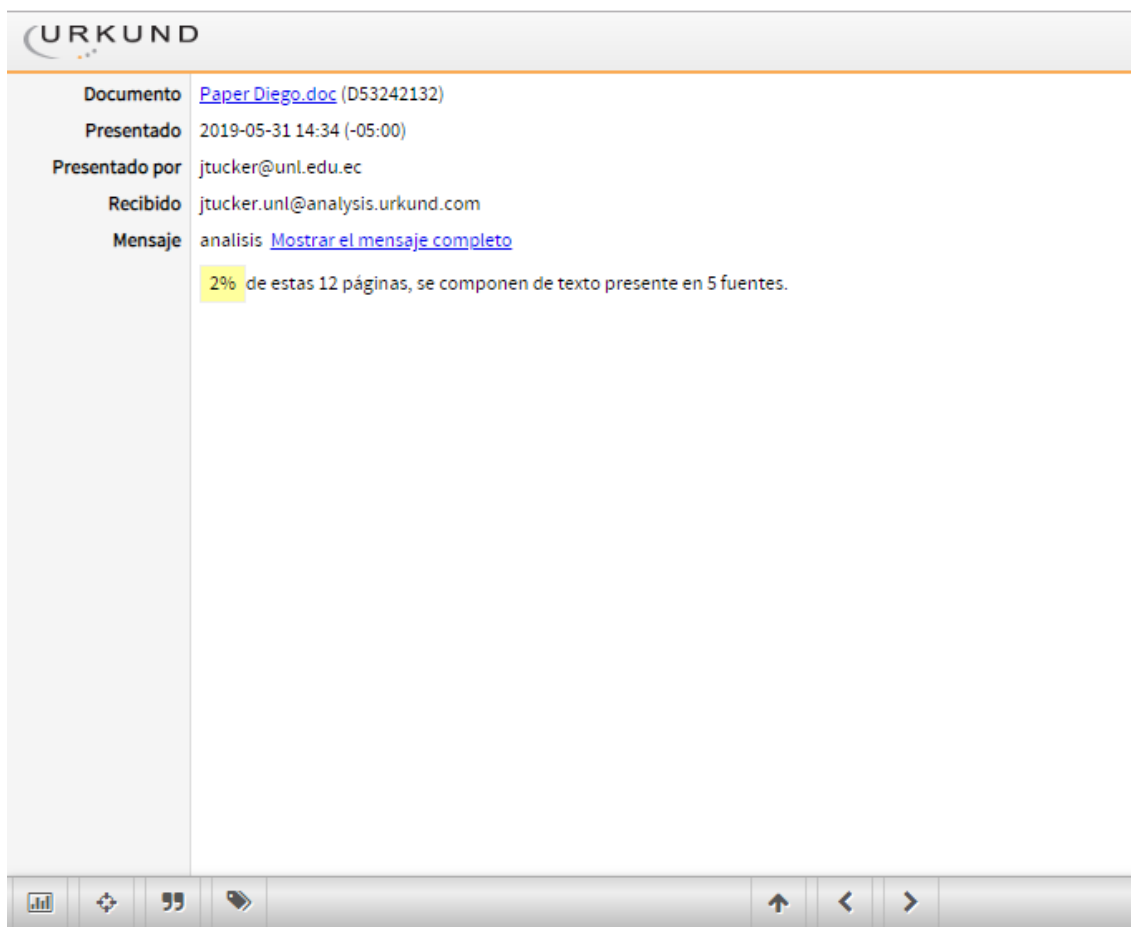 URKUND
Documento Paper Diego.doc (D53242132)
Presentado 2019-05-31 14:34 (-05:00)
Presentado por jtucker@unl.edu.ec
Recibido jtucker.unl@analysis.urkund.com
Mensaje analisis Mostrar el mensaje completo
2% de estas 12 páginas, se componen de texto presente en 5 fuentes.